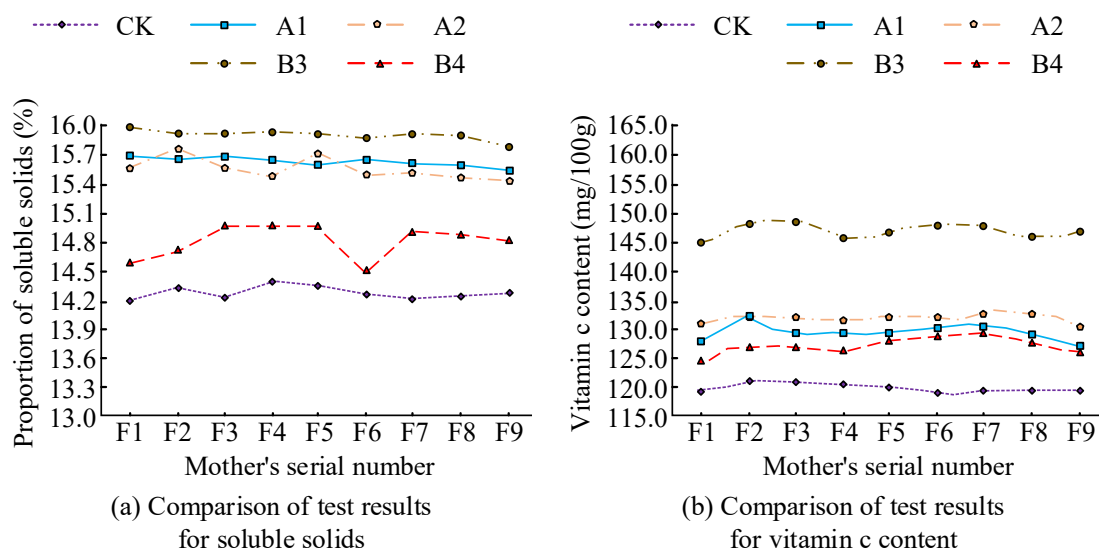 CK A1 A2
B3 B4
Proportion of soluble solids (%)
16.0
15.7
15.4
15.1
14.8
14.5
14.2
13.9
13.6
13.3
13.0
F1 F2 F3 F4 F5 F6 F7 F8 F9
Mother's serial number
(a) Comparison of test results
for soluble solids
CK A1 A2
B3 B4
Vitamin c content (mg/100g)
165.0
160.0
155.0
150.0
145.0
140.0
135.0
130.0
125.0
120.0
115.0
F1 F2 F3 F4 F5 F6 F7 F8 F9
Mother's serial number
(b) Comparison of test results
for vitamin c content